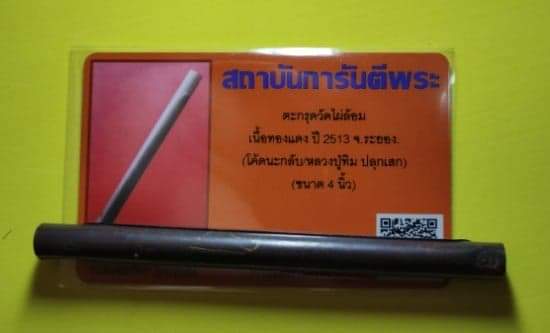 สถาบันการันตีพระ
ตะกรุดวัดไผ่ล้อม
เนื้อทองแดง ปี 2513 จ.ระยอง.
(โค้ดนะกลับ/หลวงปู่ทิม ปลุกเสก)
(ขนาด 4 นิ้ว)